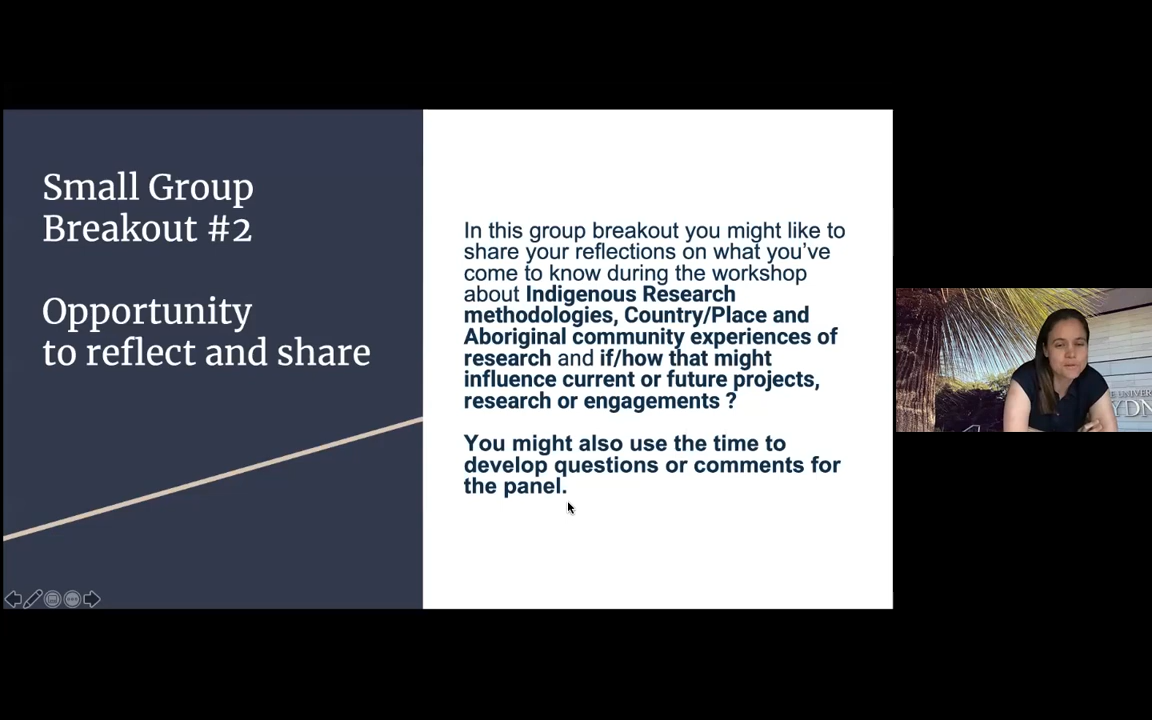 Small Group
Breakout #2
Opportunity
to reflect and share
In this group breakout you might like to
share your reflections on what you’ve
come to know during the workshop
about Indigenous Research
methodologies, Country/Place and
Aboriginal community experiences of
research and if/how that might
influence current or future projects,
research or engagements ?
You might also use the time to
develop questions or comments for
the panel.